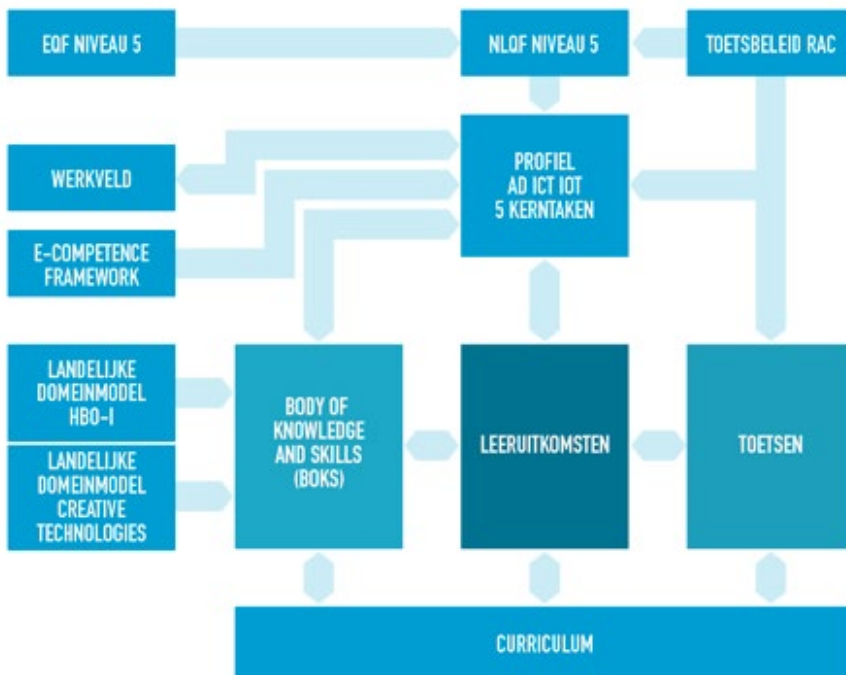 EQF NIVEAU 5
NLQF NIVEAU 5
TOETSBELEID RAC
WERKVELD
PROFIEL
AD ICT IOT
5 KERNTAKEN
E-COMPETENCE
FRAMEWORK
LANDELIJKE
DOMEINMODEL
HBO-I
LANDELIJKE
DOMEINMODEL
CREATIVE
TECHNOLOGIES
BODY OF
KNOWLEDGE
AND SKILLS
(BOKS)
LEERUITKOMSTEN
TOETSEN
CURRICULUM